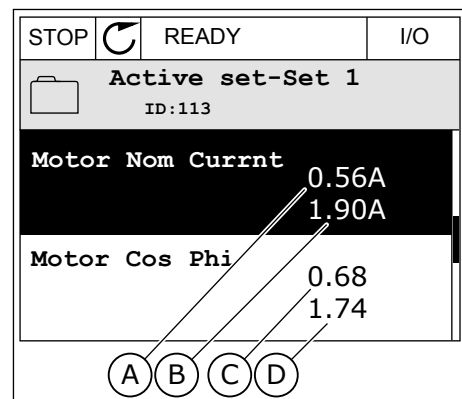 STOP READY I/O
Active set-Set 1
ID:113
Motor Nom Currnt
0.56A
1.90A
Motor Cos Phi
0.68
1.74
A B C D